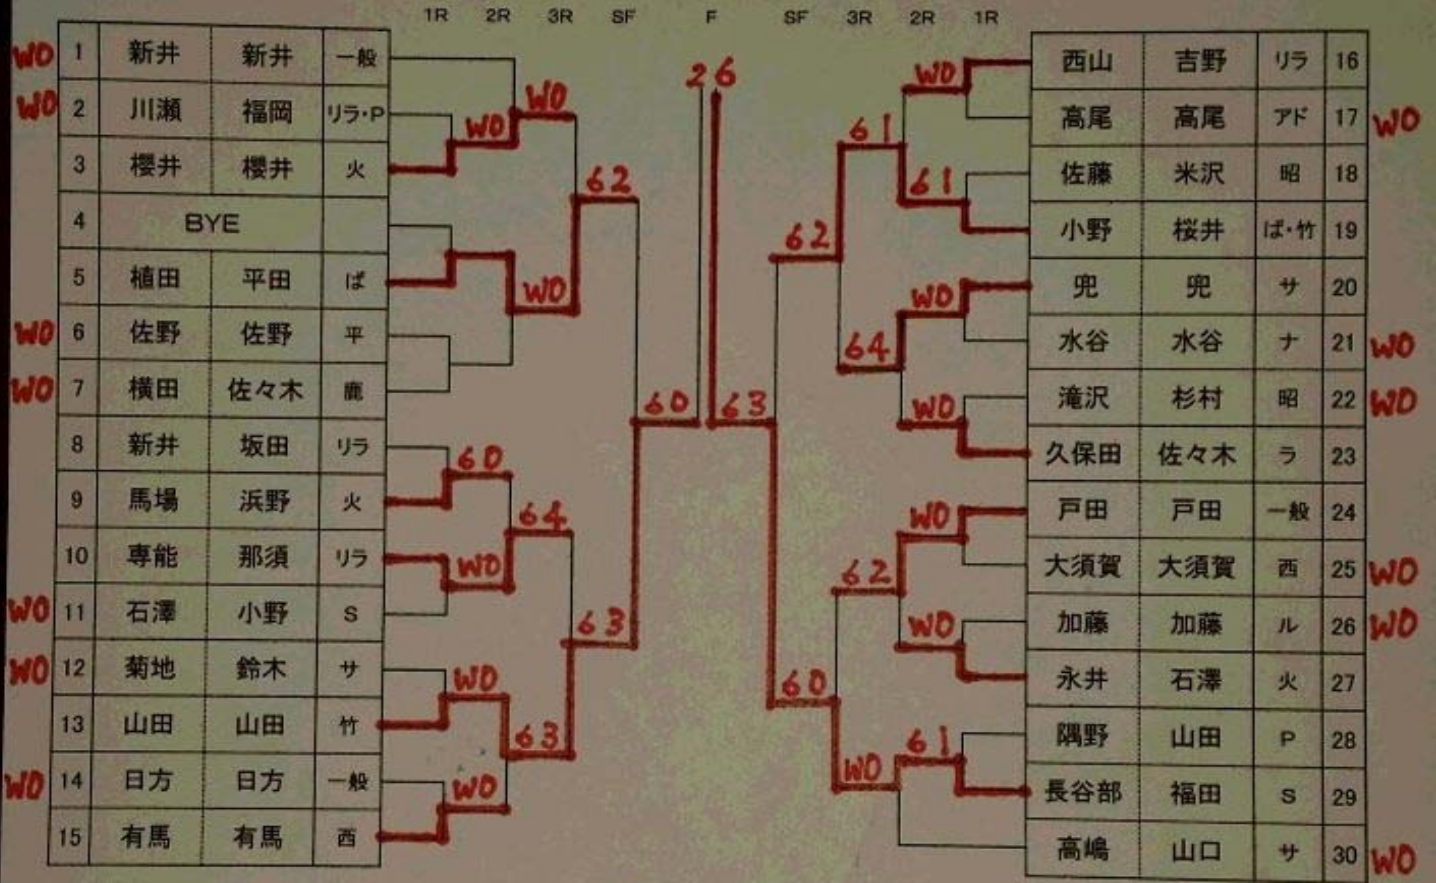 1R 2R 3R SF F SF 3R 2R 1R
WO 1 新井 新井 一般
WO 2 川瀬 福岡 リラ・P
3 櫻井 櫻井 火
4 BYE
5 植田 平田 ば
WO 6 佐野 佐野 平
WO 7 横田 佐々木 鹿
8 新井 坂田 リラ
9 馬場 浜野 火
10 専能 那須 リラ
WO 11 石澤 小野 S
WO 12 菊地 鈴木 サ
13 山田 山田 竹
WO 14 日方 日方 一般
15 有馬 有馬 西
WO
WO
62
WO
60
64
WO
63
WO
63
WO
60
2 6
63
WO
61
61
62
WO
64
WO
WO
62
WO
60
61
WO
西山 吉野 リラ 16
高尾 高尾 アド 17 WO
佐藤 米沢 昭 18
小野 桜井 ば・竹 19
兜 兜 サ 20
水谷 水谷 ナ 21 WO
滝沢 杉村 昭 22 WO
久保田 佐々木 ラ 23
戸田 戸田 一般 24
大須賀 大須賀 西 25 WO
加藤 加藤 ル 26 WO
永井 石澤 火 27
隅野 山田 P 28
長谷部 福田 S 29
高嶋 山口 サ 30 WO